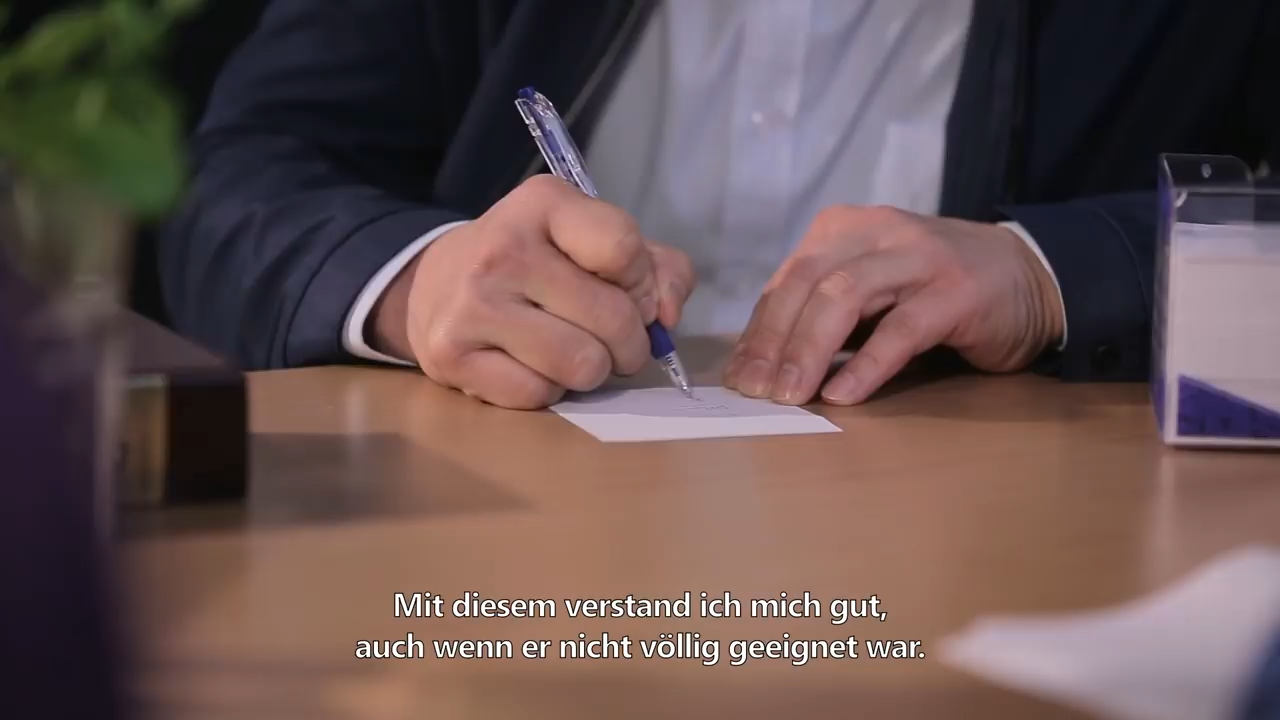 Mit diesem verstand ich mich gut,
auch wenn er nicht völlig geeignet war.